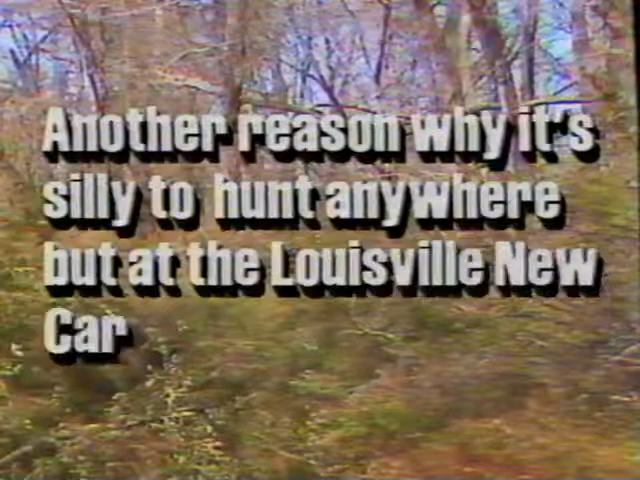 Another reason why it's
silly to hunt anywhere
but at the Louisville New
Car